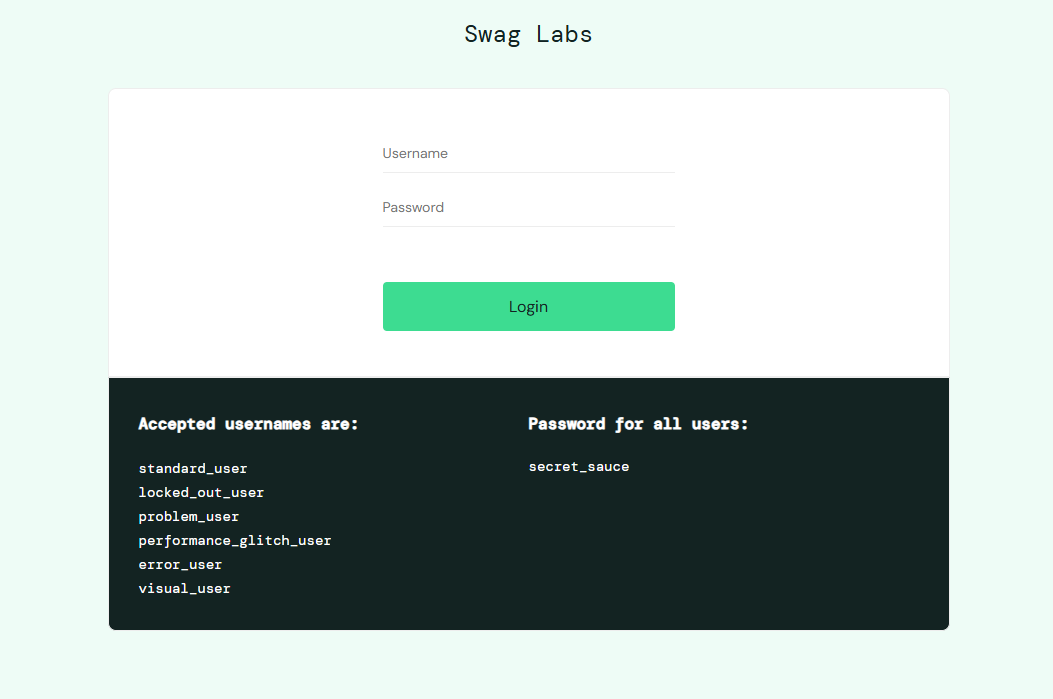 Swag Labs
Username
Password
Login
Accepted usernames are:
standard_user
locked_out_user
problem_user
performance_glitch_user
error_user
visual_user
Password for all users:
secret_sauce